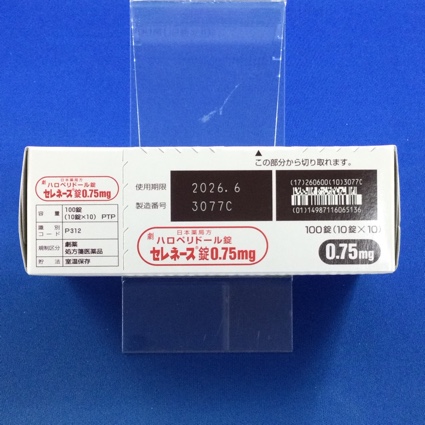 日本薬局方
劇 ハロペリドール錠
セレネース®錠0.75mg
容量 100錠
(10錠×10) PTP
識別コード P312
規制区分 劇薬
処方箋医薬品
貯法 室温保存
▲
この部分から切り取れます。
使用期限 2026.6
製造番号 3077C
(17)260600(10)3077C
(01)14987116065136
日本薬局方
劇 ハロペリドール錠
セレネース®錠0.75mg
100錠(10錠×10)
0.75mg